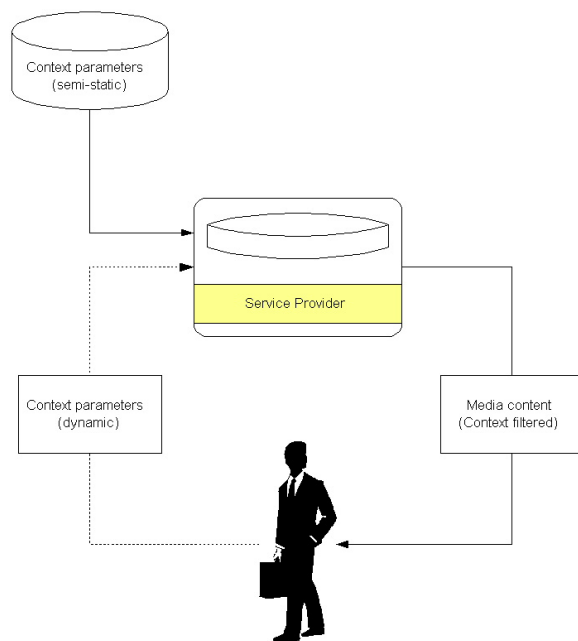 Context parameters
(semi-static)
Service Provider
Context parameters
(dynamic)
Media content
(Context filtered)